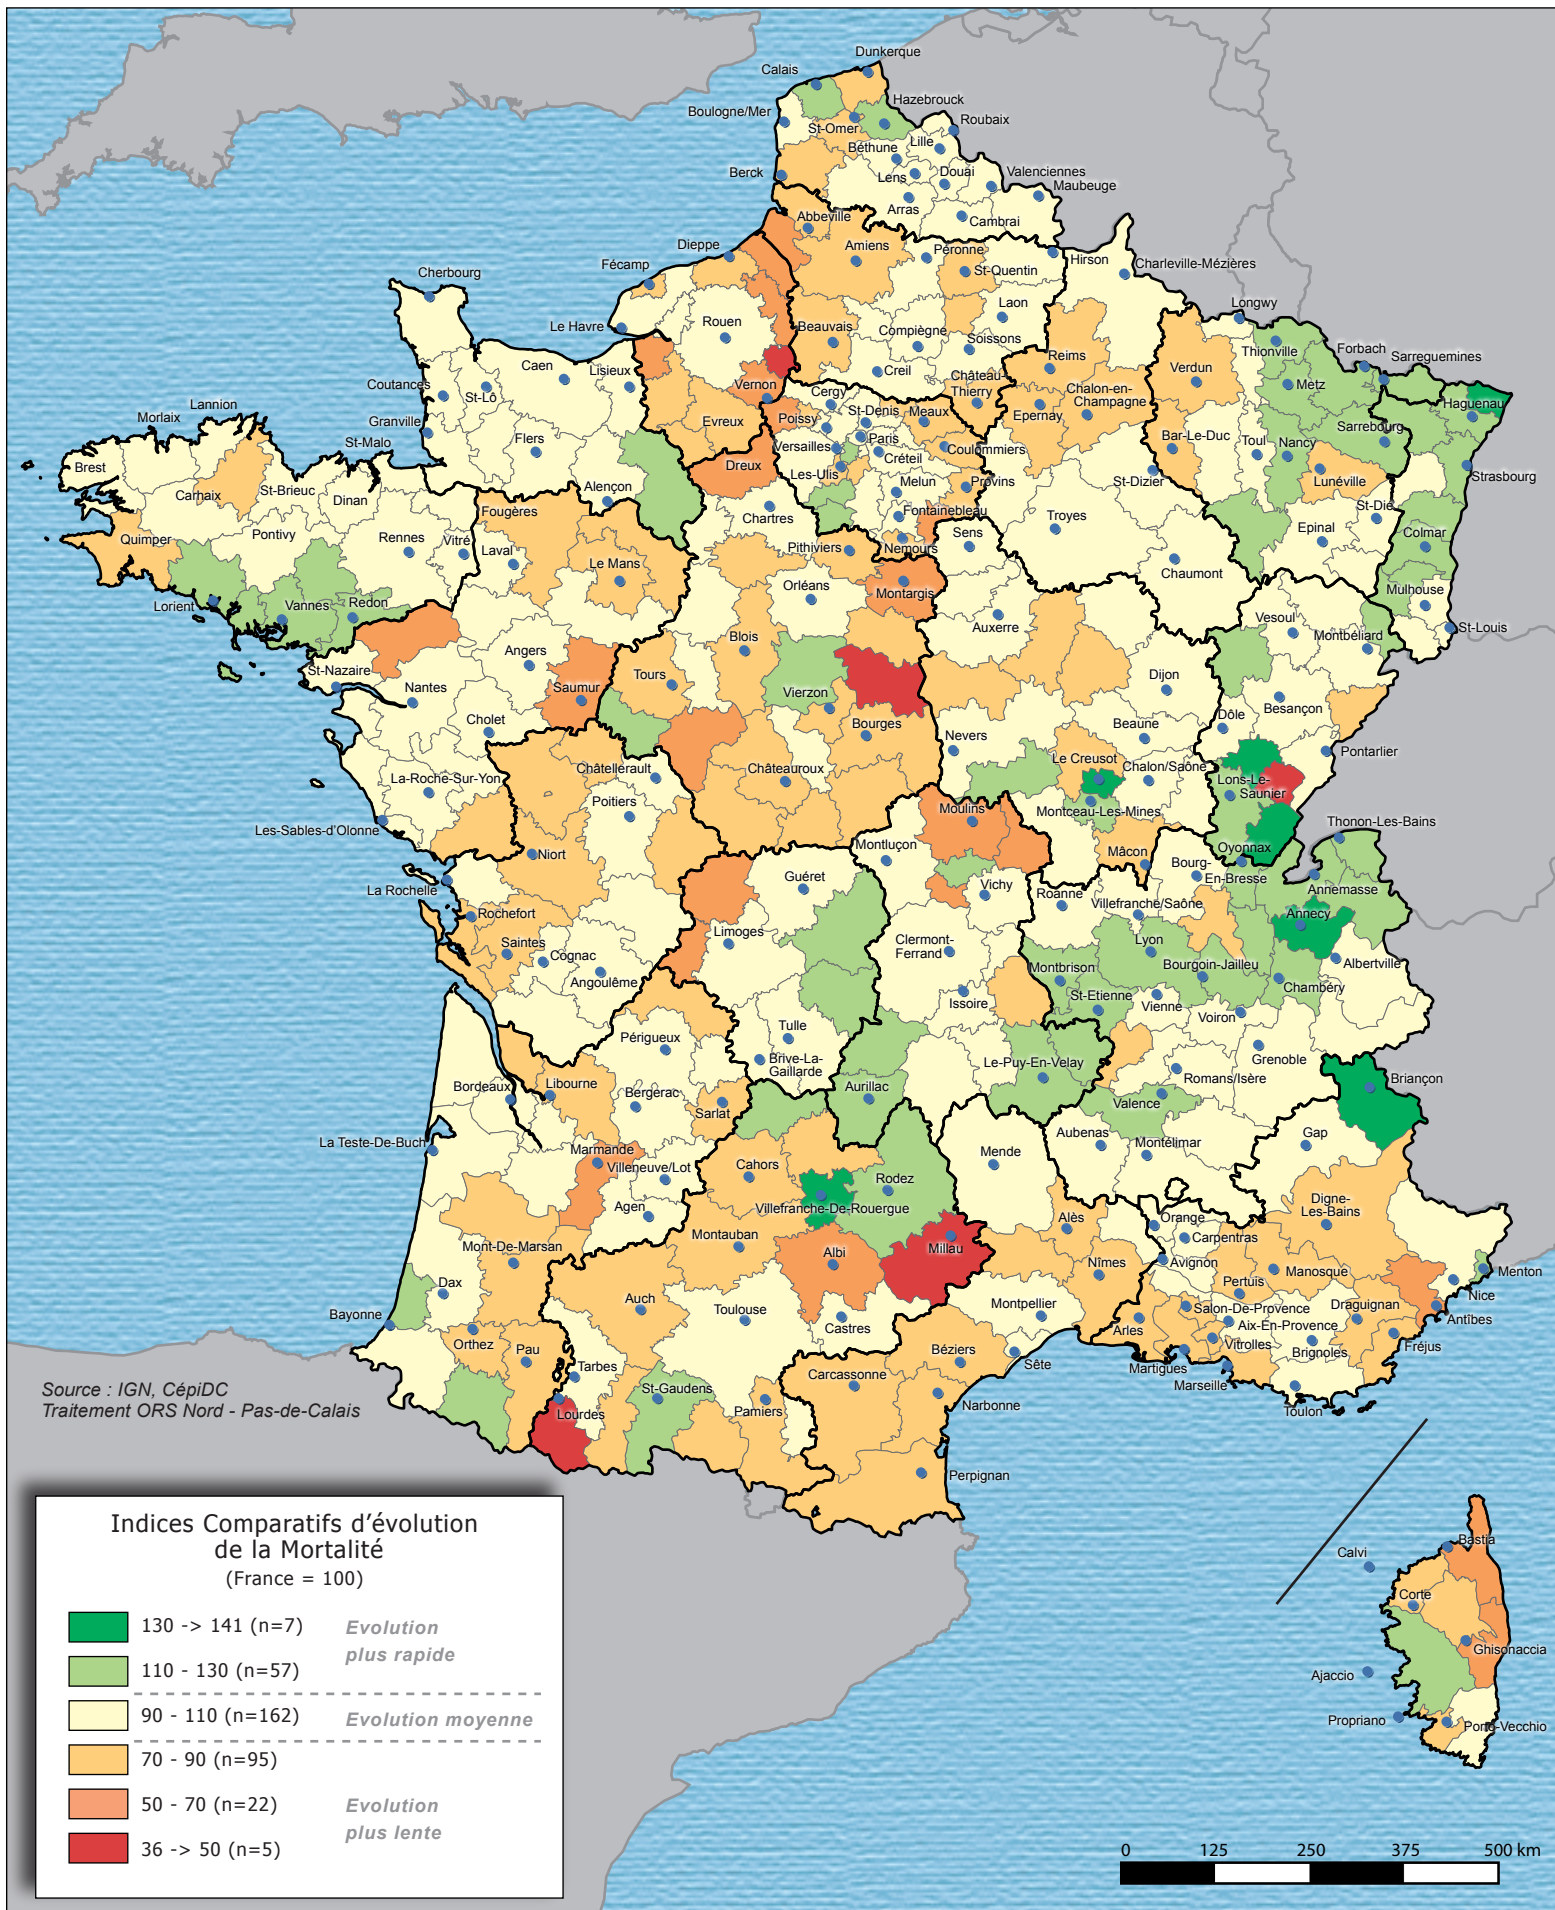 Dunkerque
Calais
Hazebrouck
Boulogne/Mer
Roubaix
St-Omer
Lille
Béthune
Berck
Lens
Douai
Valenciennes
Maubeuge
Arras
Cambrai
Abbeville
Dieppe
Amiens
Péronne
Hirson
Charleville-Mézières
Fécamp
St-Quentin
Cherbourg
Laon
Longwy
Le Havre
Rouen
Beauvais
Compiègne
Soissons
Thionville
Forbach
Sarreguemines
Reims
Caen
Lisieux
Creil
Château-
Thierry
Verdun
Metz
Coutances
St-Lô
Vernon
Cergy
Chalon-en-
Champagne
Haguenau
Lannion
Morlaix
Granville
Evreux
Poissy
St-Denis
Meaux
Epernay
Sarrebourg
St-Malo
Flers
Versailles
Paris
Bar-Le-Duc
Toul
Nancy
Brest
Dreux
Créteil
Coulommiers
Strasbourg
Les-Ulis
Carhaix
St-Brieuc
Dinan
Alençon
Melun
Provins
St-Dizier
Lunéville
Fougères
Chartres
Fontainebleau
Troyes
St-Die
Quimper
Pontivy
Rennes
Vitré
Laval
Epinal
Colmar
Pithiviers
Nemours
Sens
Le Mans
Orléans
Chaumont
Montargis
Mulhouse
Lorient
Vannes
Redon
Auxerre
Vesoul
Montbéliard
St-Louis
Blois
Angers
St-Nazaire
Tours
Dijon
Nantes
Saumur
Vierzon
Besançon
Cholet
Bourges
Beaune
Dôle
Nevers
Pontarlier
Le Creusot
Chalon/Saône
La-Roche-Sur-Yon
Châtellerault
Châteauroux
Lons-Le-
Saunier
Poitiers
Moulins
Montceau-Les-Mines
Thonon-Les-Bains
Les-Sables-d'Olonne
Niort
Montluçon
Mâcon
Oyonnax
Bourg-
En-Bresse
La Rochelle
Guéret
Vichy
Roanne
Annemasse
Villefranche/Saône
Rochefort
Annecy
Limoges
Saintes
Clermont-
Ferrand
Lyon
Cognac
Montbrison
Bourgoin-Jailleu
Albertville
Angoulême
Chambéry
Issoire
St-Etienne
Vienne
Voiron
Tulle
Périgueux
Brive-La-
Gaillarde
Le-Puy-En-Velay
Grenoble
Romans/Isère
Briançon
Bordeaux
Libourne
Aurillac
Bergerac
Valence
Sarlat
La Teste-De-Buch
Aubenas
Gap
Montélimar
Marmande
Mende
Villeneuve/Lot
Cahors
Rodez
Agen
Villefranche-De-Rouergue
Digne-
Les-Bains
Alès
Orange
Montauban
Carpentras
Mont-De-Marsan
Albi
Millau
Avignon
Nîmes
Manosque
Menton
Dax
Pertuis
Nice
Auch
Toulouse
Montpellier
Salon-De-Provence
Draguignan
Bayonne
Castres
Arles
Aix-En-Provence
Antibes
Orthez
Pau
Béziers
Vitrolles
Brignoles
Fréjus
Sête
Tarbes
Martigues
Carcassonne
Marseille
St-Gaudens
Narbonne
Pamiers
Toulon
Lourdes
Perpignan
Source : IGN, CépiDC
Traitement ORS Nord - Pas-de-Calais
Indices Comparatifs d'évolution
de la Mortalité
(France = 100)
130 -> 141 (n=7)
Evolution
plus rapide
110 - 130 (n=57)
90 - 110 (n=162)
Evolution moyenne
70 - 90 (n=95)
50 - 70 (n=22)
Evolution
plus lente
36 -> 50 (n=5)
Bastia
Calvi
Corte
Ghisonaccia
Ajaccio
Propriano
Porto-Vecchio
0 125 250 375 500 km